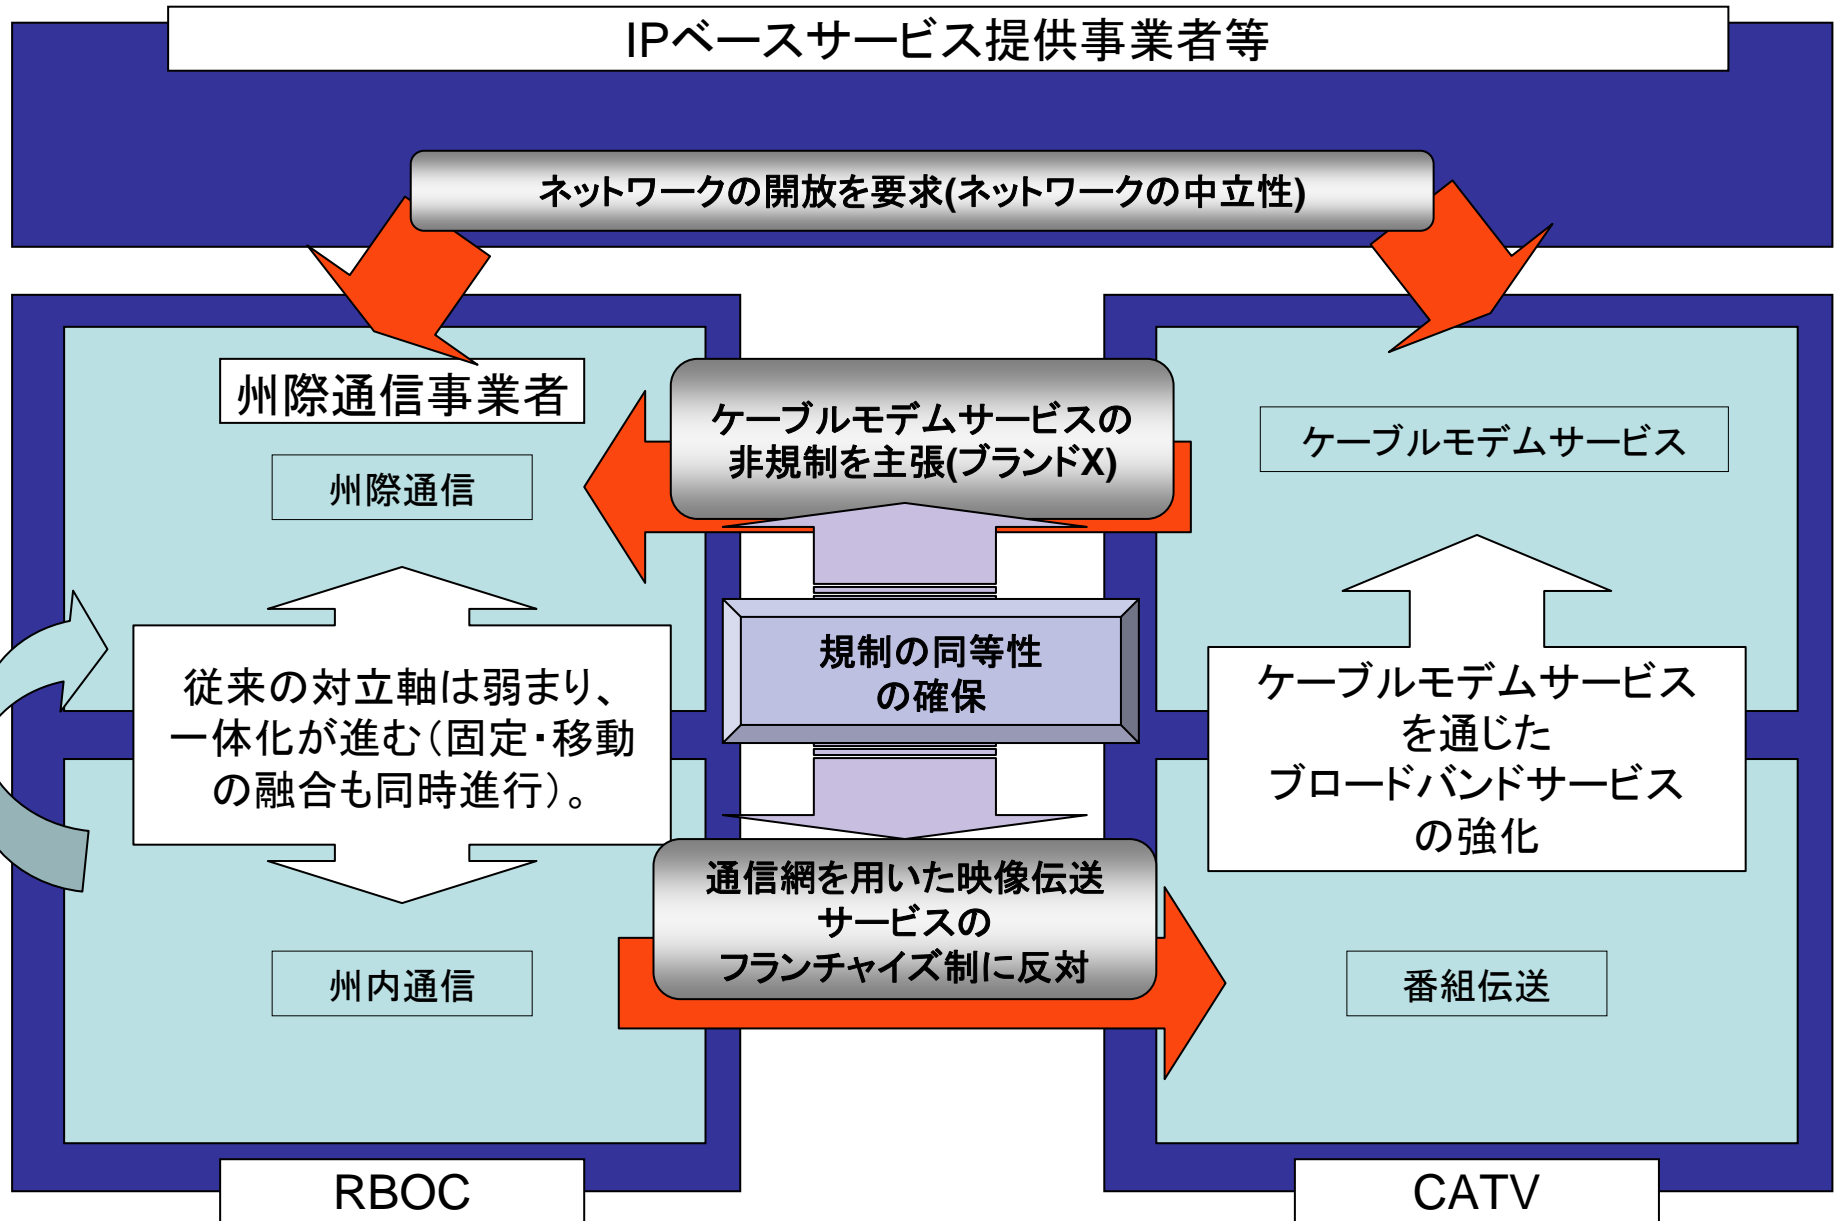 IPベースサービス提供事業者等
ネットワークの開放を要求(ネットワークの中立性)
州際通信事業者
州際通信
ケーブルモデムサービスの
非規制を主張(ブランドX)
ケーブルモデムサービス
従来の対立軸は弱まり、
一体化が進む(固定・移動
の融合も同時進行)。
規制の同等性
の確保
ケーブルモデムサービス
を通じた
ブロードバンドサービス
の強化
通信網を用いた映像伝送
サービスの
フランチャイズ制に反対
州内通信
番組伝送
RBOC
CATV